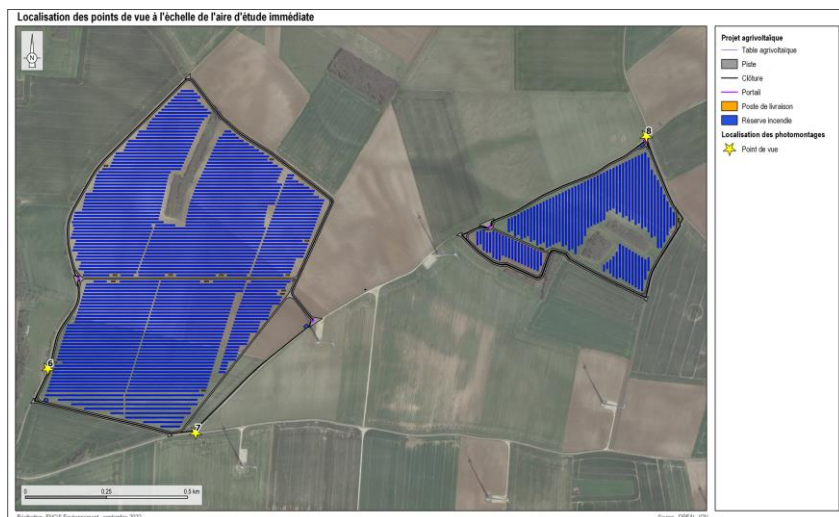 Localisation des points de vue à l'échelle de l'aire d'étude immédiate
N
Projet agrivoltaïque
Table agrivoltaïque
Piste
Clôture
Portail
Poste de livraison
Réserve incendie
Localisation des photomontages
Point de vue
8
6
7
0
0.25
0.5 km